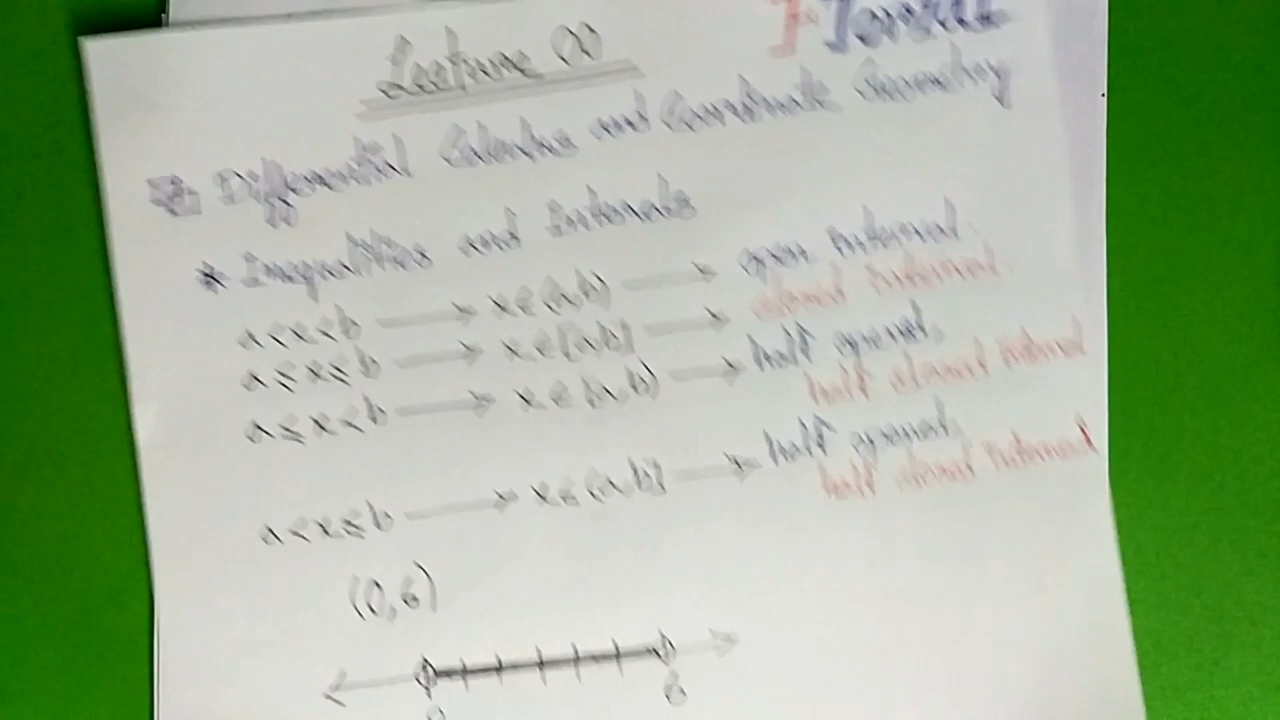 Lecture
Differential Calculus and Coordinate Geometry
* Inequalities and Intervals
a<x<b → x∈(a,b) → open interval.
closed interval.
a≤x≤b → x∈[a,b] →
a≤x<b → x∈[a,b) → half opened,
half closed interval
a<x≤b → x∈(a,b] → half opened,
half closed interval
(0,6)
0 6